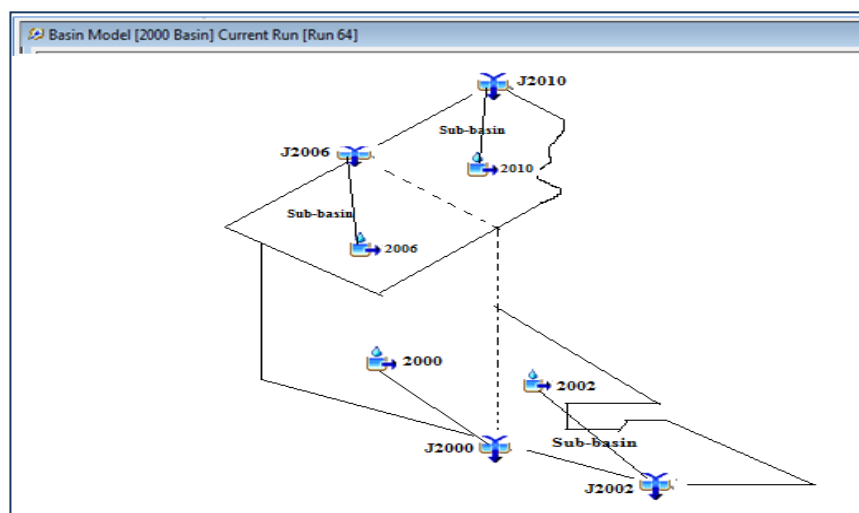 Basin Model [2000 Basin] Current Run [Run 64]
J2010
Sub-basin
J2006
2010
Sub-basin
2006
2000
2002
Sub-basin
J2000
J2002